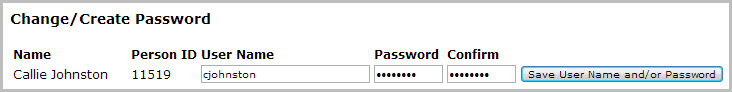 Change/Create Password
Name Person ID User Name Password Confirm
Callie Johnston 11519 cjohnston •••••••• •••••••• Save User Name and/or Password